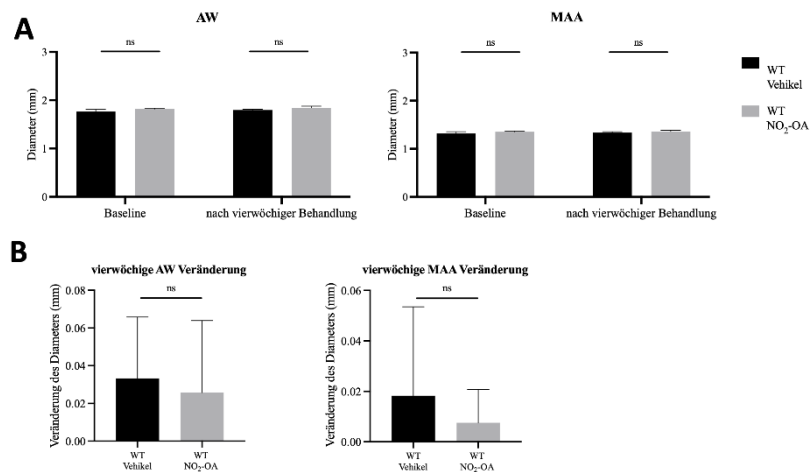 A
AW
ns
ns
Diameter (mm)
3
2
1
0
Baseline
nach vierwöchiger Behandlung
MAA
ns
ns
Diameter (mm)
3
2
1
0
Baseline
nach vierwöchiger Behandlung
WT
Vehikel
WT
NO₂-OA
B
vierwöchige AW Veränderung
ns
Veränderung des Diameters (mm)
0.08
0.06
0.04
0.02
0.00
WT
Vehikel
WT
NO₂-OA
vierwöchige MAA Veränderung
ns
Veränderung des Diameters (mm)
0.06
0.04
0.02
0.00
WT
Vehikel
WT
NO₂-OA